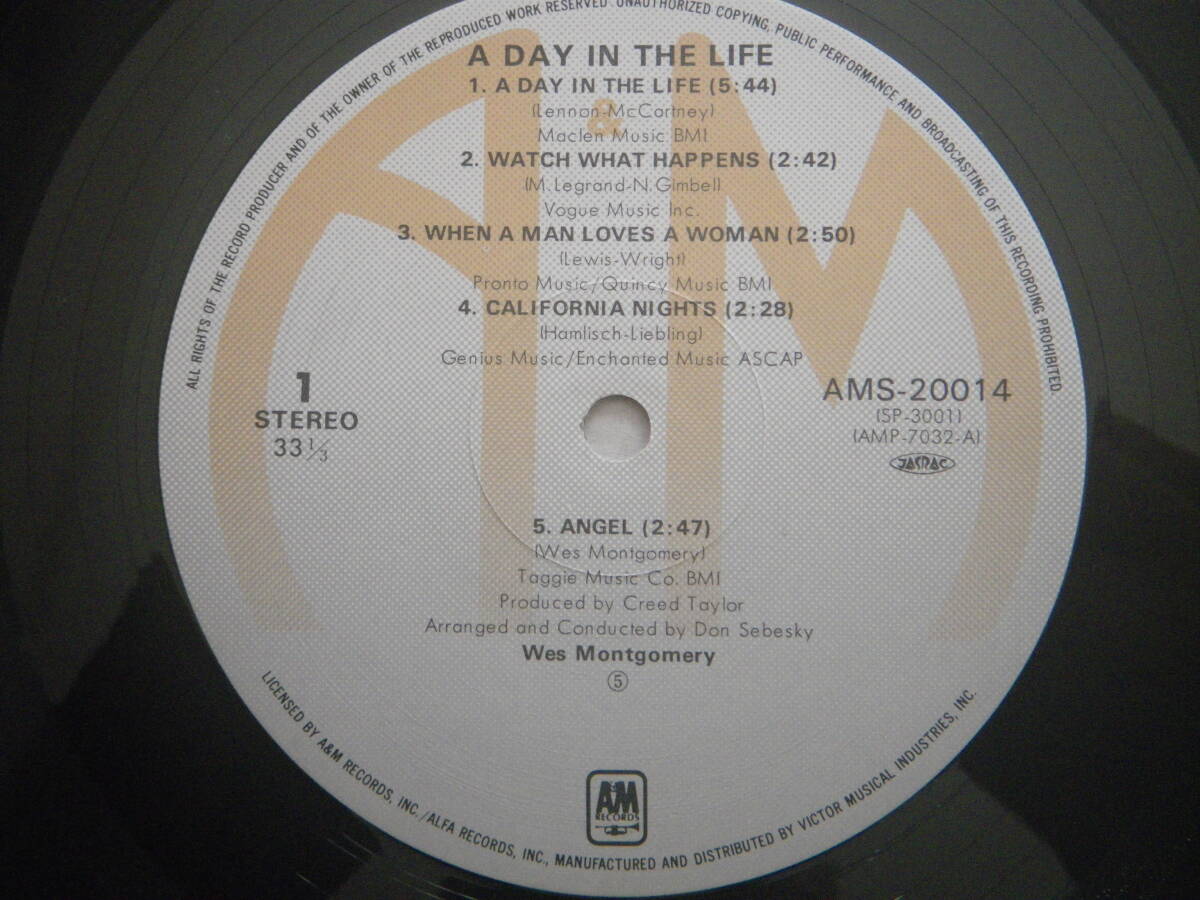 ALL RIGHTS OF THE RECORD PRODUCER AND OF THE OWNER OF THE REPRODUCED WORK RESERVED. UNAUTHORIZED COPYING, PUBLIC PERFORMANCE AND BROADCASTING OF THIS RECORDING PROHIBITED.
A DAY IN THE LIFE
1. A DAY IN THE LIFE (5:44)
(Lennon-McCartney)
Maclen Music BMI
2. WATCH WHAT HAPPENS (2:42)
(M.Legrand-N.Gimbell)
Vogue Music Inc.
3. WHEN A MAN LOVES A WOMAN (2:50)
(Lewis-Wright)
Pronto Music/Quincy Music BMI
4. CALIFORNIA NIGHTS (2:28)
(Hamlisch-Liebling)
Genius Music/Enchanted Music ASCAP
1
STEREO
33 1/3
AMS-20014
(SP-3001)
(AMP-7032-A)
JASRAC
5. ANGEL (2:47)
(Wes Montgomery)
Taggie Music Co. BMI
Produced by Creed Taylor
Arranged and Conducted by Don Sebesky
Wes Montgomery
⑤
A&M
RECORDS
LICENSED BY A&M RECORDS, INC./ALFA RECORDS, INC., MANUFACTURED AND DISTRIBUTED BY VICTOR MUSICAL INDUSTRIES, INC.
A&M